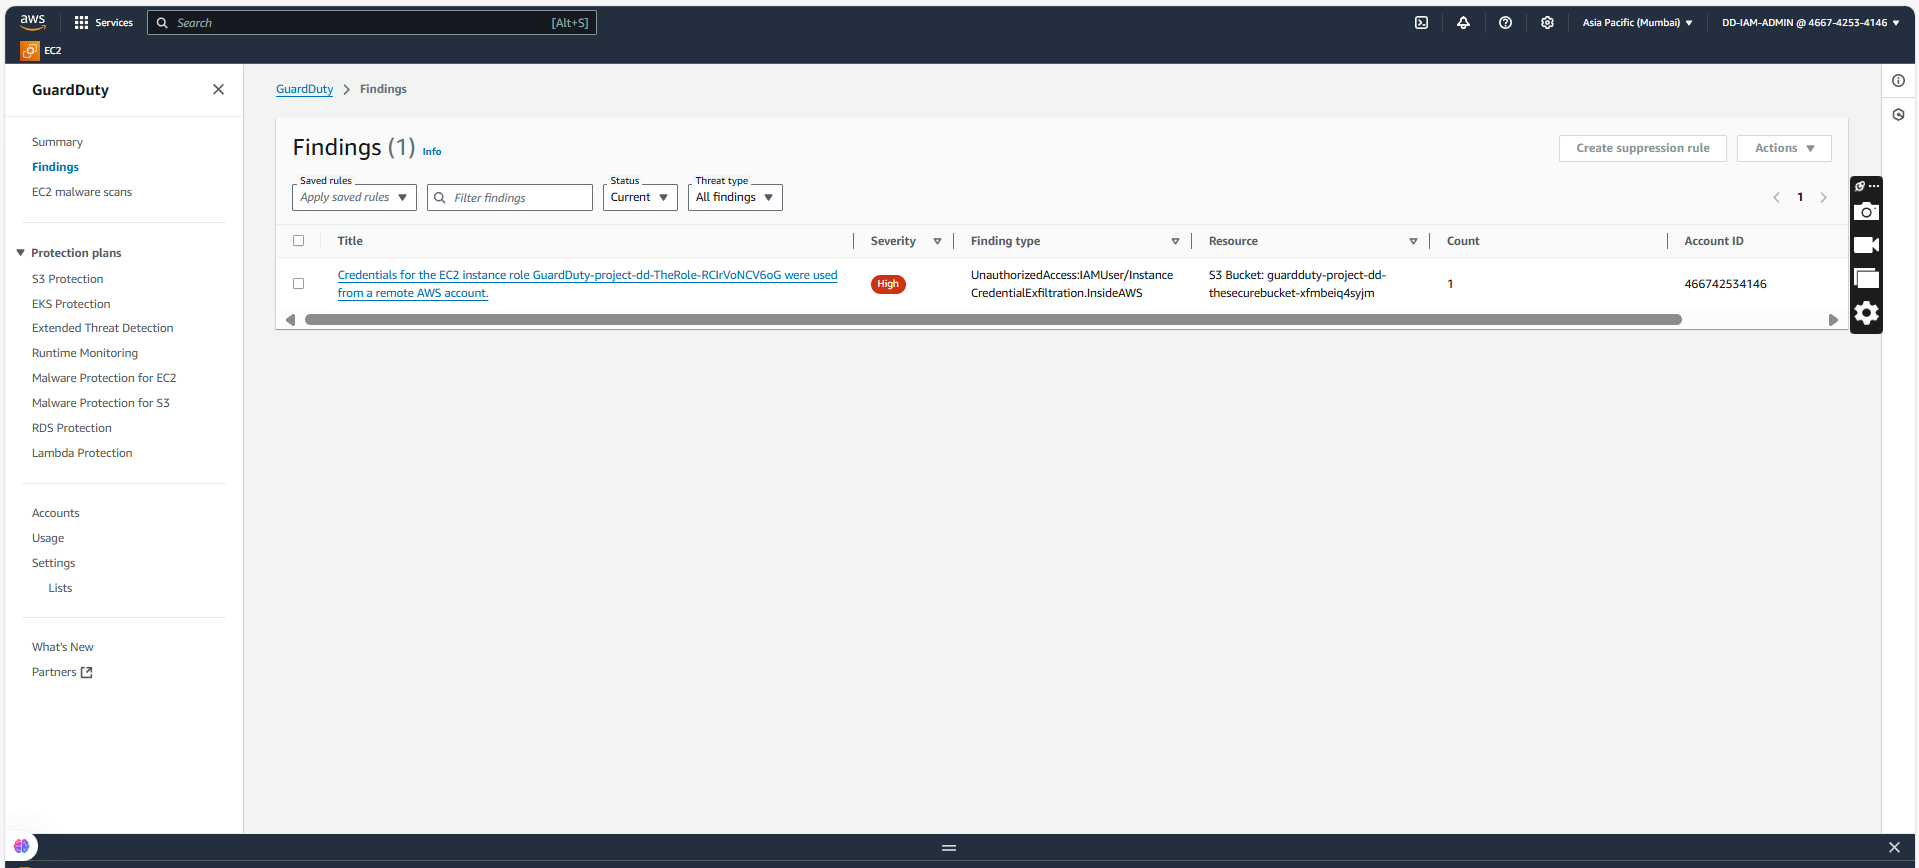 aws
Services
Search
[Alt+S]
Asia Pacific (Mumbai)
DD-IAM-ADMIN @ 4667-4253-4146
EC2
GuardDuty
Summary
Findings
EC2 malware scans
Protection plans
S3 Protection
EKS Protection
Extended Threat Detection
Runtime Monitoring
Malware Protection for EC2
Malware Protection for S3
RDS Protection
Lambda Protection
Accounts
Usage
Settings
Lists
What's New
Partners
GuardDuty
Findings
Findings (1) Info
Create suppression rule
Actions
Saved rules
Apply saved rules
Filter findings
Status
Current
Threat type
All findings
1
Title
Severity
Finding type
Resource
Count
Account ID
Credentials for the EC2 instance role GuardDuty-project-dd-TheRole-RCIrVoNCV6oG were used
from a remote AWS account.
High
UnauthorizedAccess:IAMUser/Instance
CredentialExfiltration.InsideAWS
S3 Bucket: guardduty-project-dd-
thesecurebucket-xfmbeiq4syjm
1
466742534146